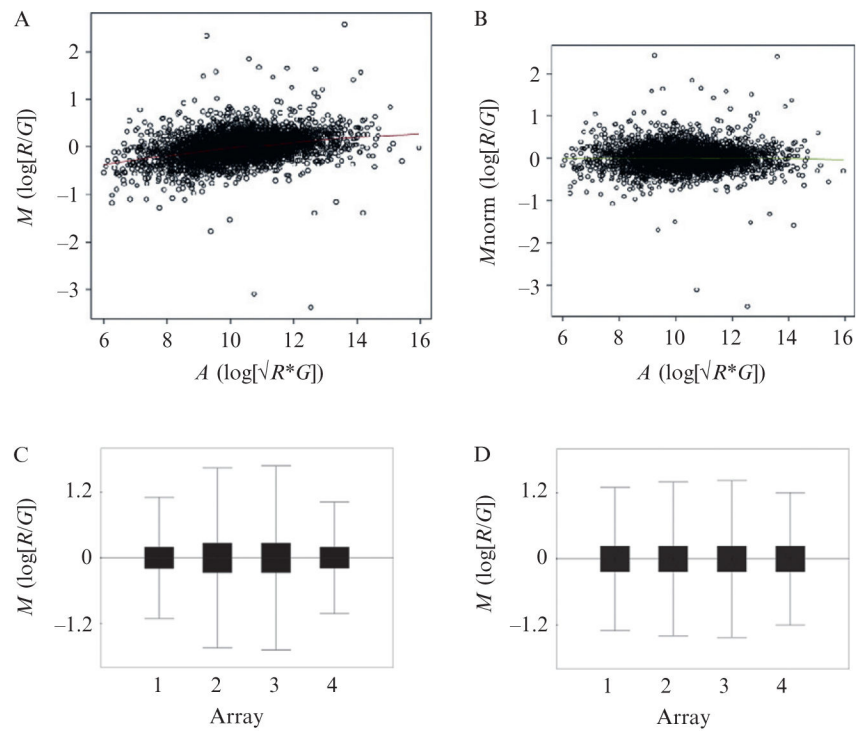 A
M (log[R/G])
2
1
0
−1
−2
−3
6 8 10 12 14 16
A (log[√R*G])
B
Mnorm (log[R/G])
2
1
0
−1
−2
−3
6 8 10 12 14 16
A (log[√R*G])
C
M (log[R/G])
1.2
0
−1.2
1 2 3 4
Array
D
M (log[R/G])
1.2
0
−1.2
1 2 3 4
Array